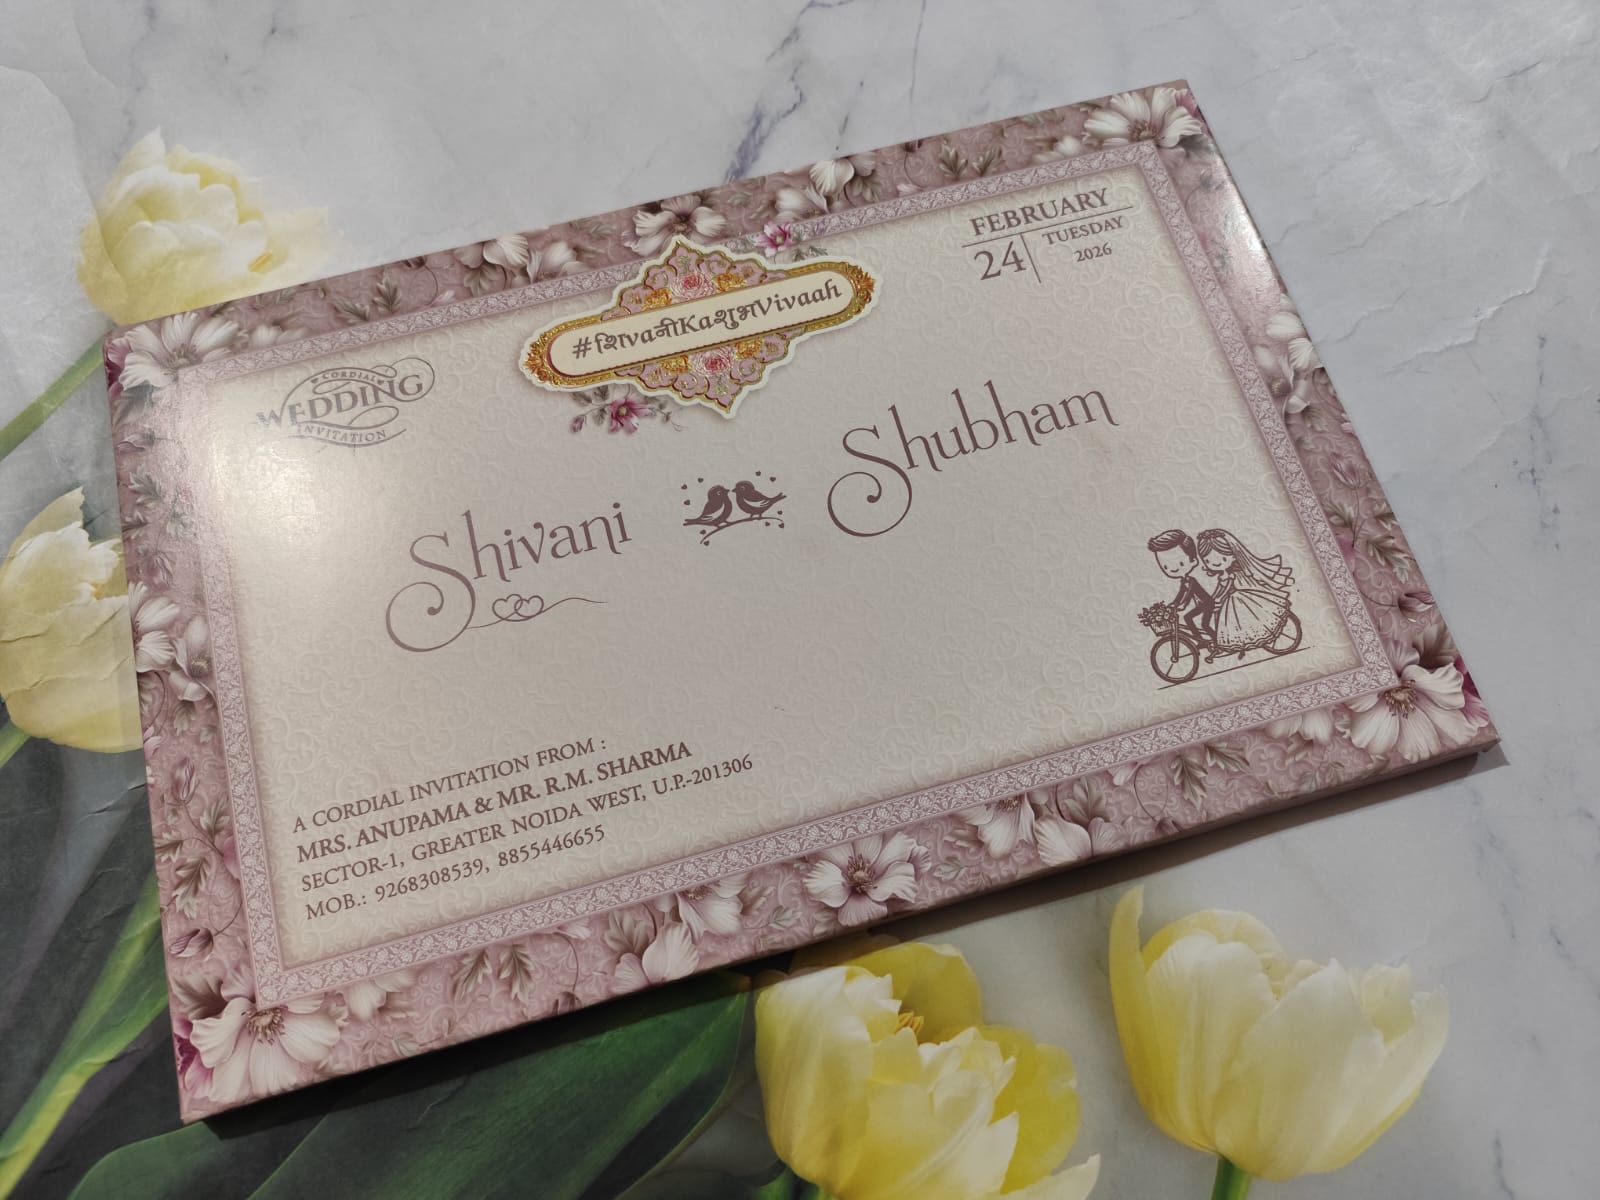 FEBRUARY
24
TUESDAY
2026
#शिvaनीKaशुभVivaah
CORDIAL
WEDDING
INVITATION
Shivani
Shubham
A CORDIAL INVITATION FROM :
MRS. ANUPAMA & MR. R.M. SHARMA
SECTOR-1, GREATER NOIDA WEST, U.P.-201306
MOB.: 9268308539, 8855446655